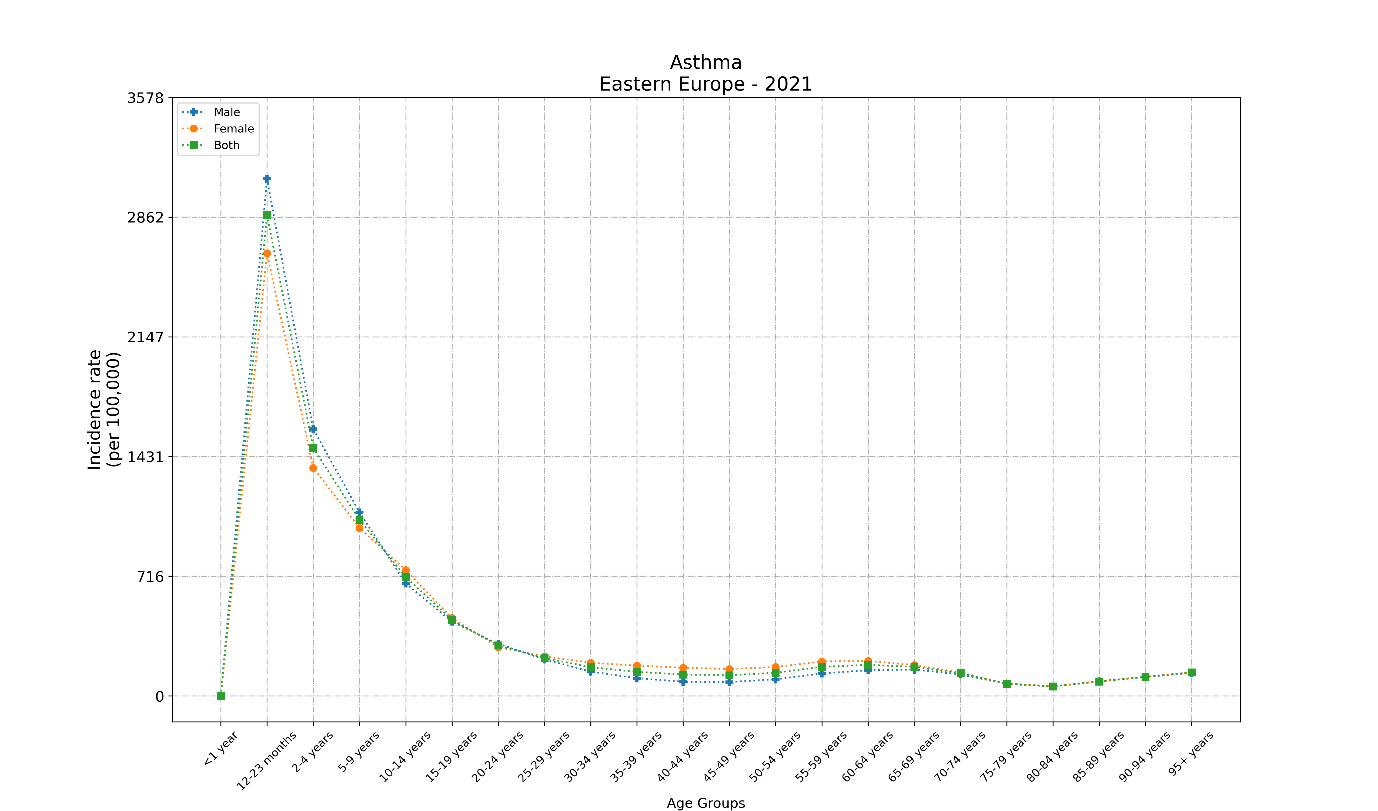 Asthma
Eastern Europe - 2021
3578
2862
2147
1431
716
0
Incidence rate
(per 100,000)
Male
Female
Both
<1 year
12-23 months
2-4 years
5-9 years
10-14 years
15-19 years
20-24 years
25-29 years
30-34 years
35-39 years
40-44 years
45-49 years
50-54 years
55-59 years
60-64 years
65-69 years
70-74 years
75-79 years
80-84 years
85-89 years
90-94 years
95+ years
Age Groups